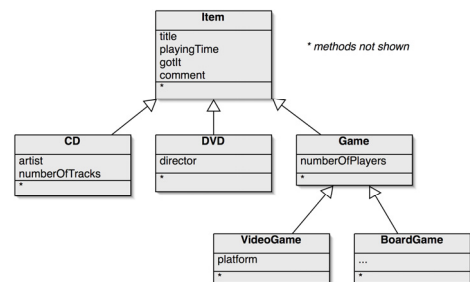 Item
title
playingTime
gotIt
comment
*
* methods not shown
CD
artist
numberOfTracks
*
DVD
director
*
Game
numberOfPlayers
*
VideoGame
platform
*
BoardGame
...
*